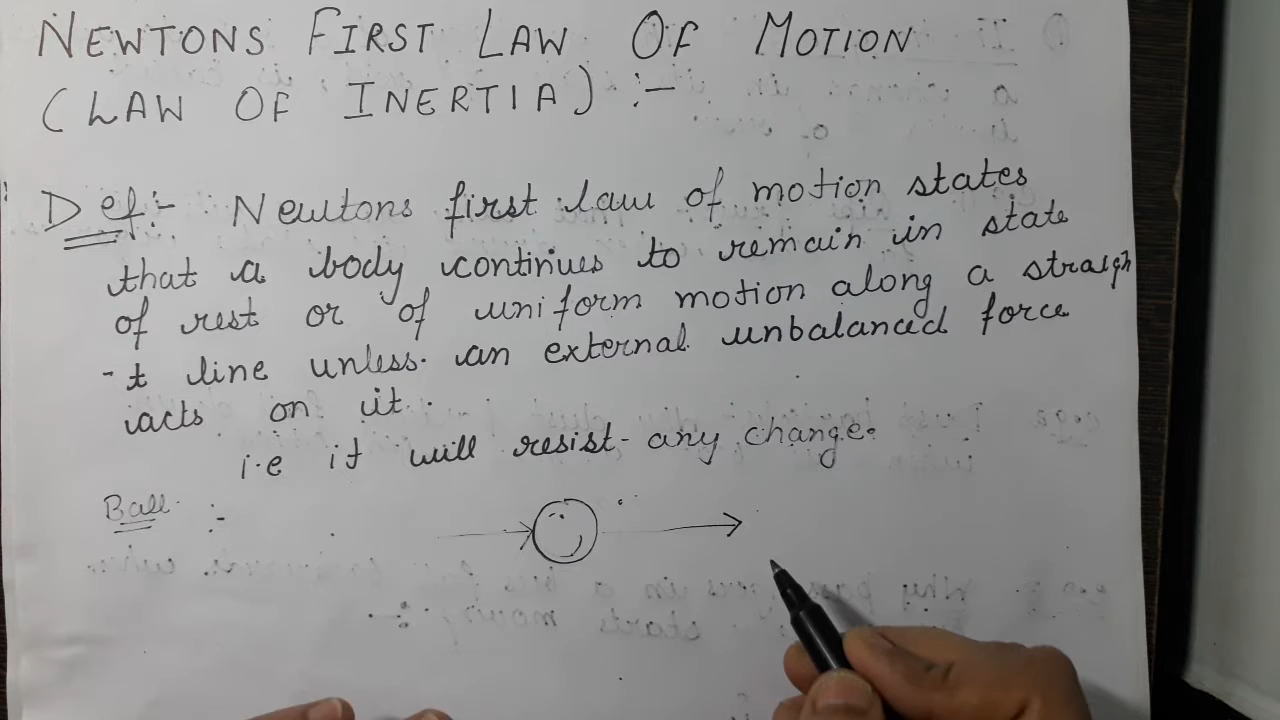 NEWTONS FIRST LAW OF MOTION
(LAW OF INERTIA) :-
Def:- Newtons first law of motion states
that a body continues to remain in state
of rest or of uniform motion along a straigh
-t line unless an external unbalanced force
acts on it.
i.e it will resist any change.
Ball :-